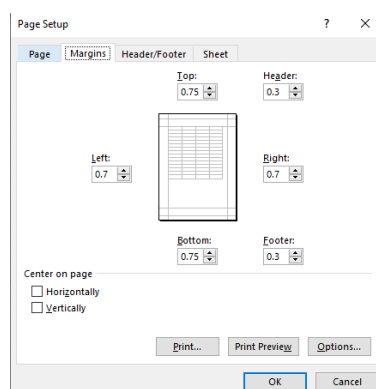 Page Setup ? ×
Page Margins Header/Footer Sheet
Top: Header:
0.75 0.3
Left: Right:
0.7 0.7
Bottom: Footer:
0.75 0.3
Center on page
Horizontally
Vertically
Print... Print Preview Options...
OK Cancel